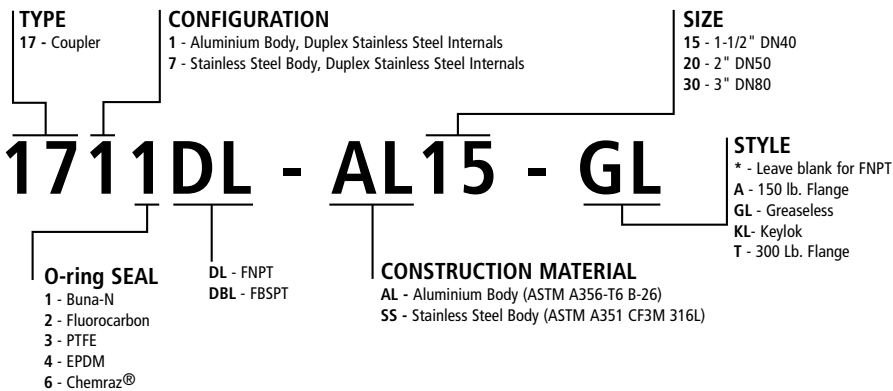 TYPE
17 - Coupler
CONFIGURATION
1 - Aluminium Body, Duplex Stainless Steel Internals
7 - Stainless Steel Body, Duplex Stainless Steel Internals
SIZE
15 - 1-1/2" DN40
20 - 2" DN50
30 - 3" DN80
1711DL - AL15 - GL
STYLE
* - Leave blank for FNPT
A - 150 lb. Flange
GL - Greaseless
KL- Keylok
T - 300 Lb. Flange
O-ring SEAL
1 - Buna-N
2 - Fluorocarbon
3 - PTFE
4 - EPDM
6 - Chemraz®
DL - FNPT
DBL - FBSPT
CONSTRUCTION MATERIAL
AL - Aluminium Body (ASTM A356-T6 B-26)
SS - Stainless Steel Body (ASTM A351 CF3M 316L)